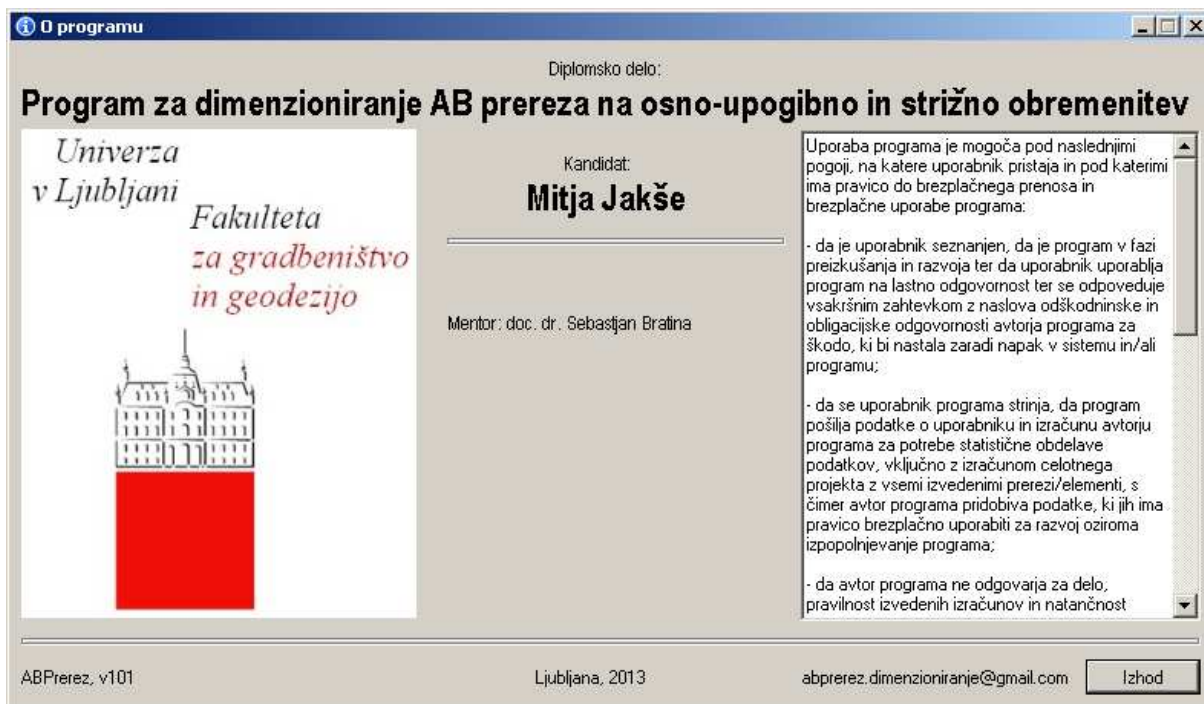 O programu
Diplomsko delo:
Program za dimenzioniranje AB prereza na osno-upogibno in strižno obremenitev
Univerza
v Ljubljani
Fakulteta
za gradbeništvo
in geodezijo
Kandidat:
Mitja Jakše
Mentor: doc. dr. Sebastjan Bratina
Uporaba programa je mogoča pod naslednjimi
pogoji, na katere uporabnik pristaja in pod katerimi
ima pravico do brezplačnega prenosa in
brezplačne uporabe programa:
- da je uporabnik seznanjen, da je program v fazi
preizkušanja in razvoja ter da uporabnik uporablja
program na lastno odgovornost ter se odpoveduje
vsakršnim zahtevkom z naslova odškodninske in
obligacijske odgovornosti avtorja programa za
škodo, ki bi nastala zaradi napak v sistemu in/ali
programu;
- da se uporabnik programa strinja, da program
pošilja podatke o uporabniku in izračunu avtorju
programa za potrebe statistične obdelave
podatkov, vključno z izračunom celotnega
projekta z vsemi izvedenimi prerezi/elementi, s
čimer avtor programa pridobiva podatke, ki jih ima
pravico brezplačno uporabiti za razvoj oziroma
izpopolnjevanje programa;
- da avtor programa ne odgovarja za delo,
pravilnost izvedenih izračunov in natančnost
ABPrerez, v101
Ljubljana, 2013
abprerez.dimenzioniranje@gmail.com
Izhod